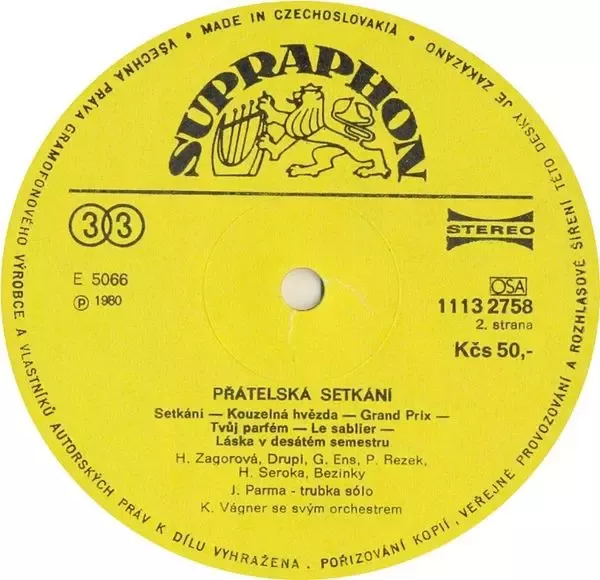 VŠECHNA PRÁVA GRAMOFONOVÉHO VÝROBCE A VLASTNÍKŮ AUTORSKÝCH PRÁV K DÍLU VYHRAŽENA. POŘIZOVÁNÍ KOPIÍ, VEŘEJNÉ PROVOZOVÁNÍ A ROZHLASOVÉ ŠÍŘENÍ TÉTO DESKY JE ZAKÁZÁNO
• MADE IN CZECHOSLOVAKIA •
SUPRAPHON
33
STEREO
E 5066
Ⓟ 1980
OSA
1113 2758
2. strana
Kčs 50,-
PŘÁTELSKÁ SETKÁNÍ
Setkání — Kouzelná hvězda — Grand Prix —
Tvůj parfém — Le sablier —
Láska v desátém semestru
H. Zagorová, Drupi, G. Ens, P. Rezek,
H. Seroka, Bezinky
J. Parma - trubka sólo
K. Vágner se svým orchestrem